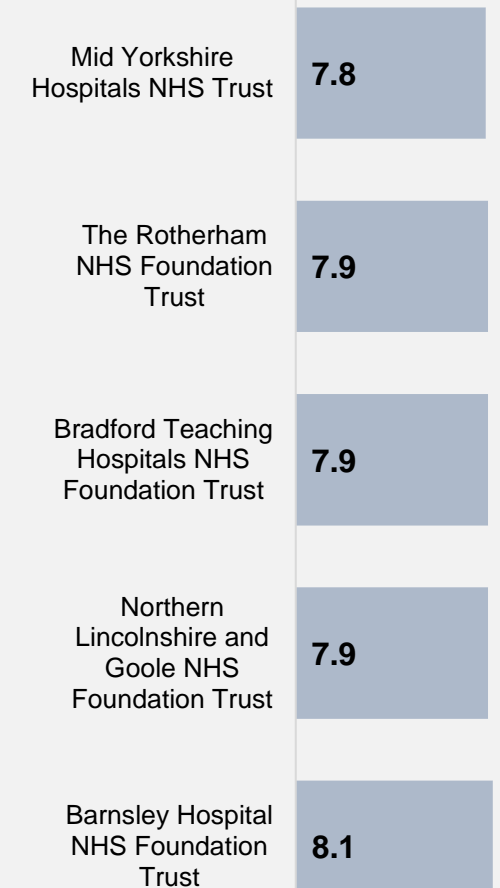 Mid Yorkshire
Hospitals NHS Trust
7.8
The Rotherham
NHS Foundation
Trust
7.9
Bradford Teaching
Hospitals NHS
Foundation Trust
7.9
Northern
Lincolnshire and
Goole NHS
Foundation Trust
7.9
Barnsley Hospital
NHS Foundation
Trust
8.1